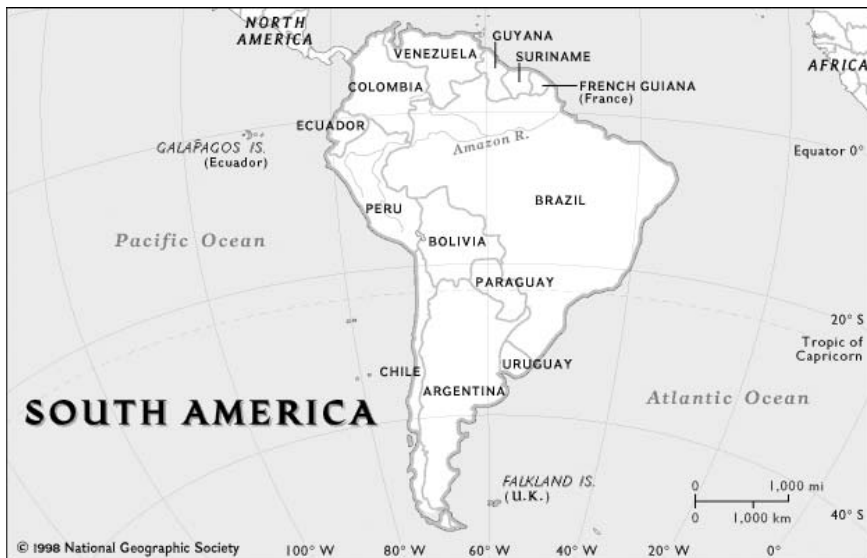 NORTH
AMERICA
GUYANA
VENEZUELA
SURINAME
AFRICA
COLOMBIA
FRENCH GUIANA
(France)
ECUADOR
GALAPAGOS IS.
(Ecuador)
Amazon R.
Equator 0°
PERU
BRAZIL
Pacific Ocean
BOLIVIA
PARAGUAY
20° S
Tropic of
Capricorn
CHILE
URUGUAY
ARGENTINA
Atlantic Ocean
SOUTH AMERICA
FALKLAND IS.
(U.K.)
0 1,000 mi
0 1,000 km
40° S
© 1998 National Geographic Society
100° W 80° W 60° W 40° W 20° W 0°